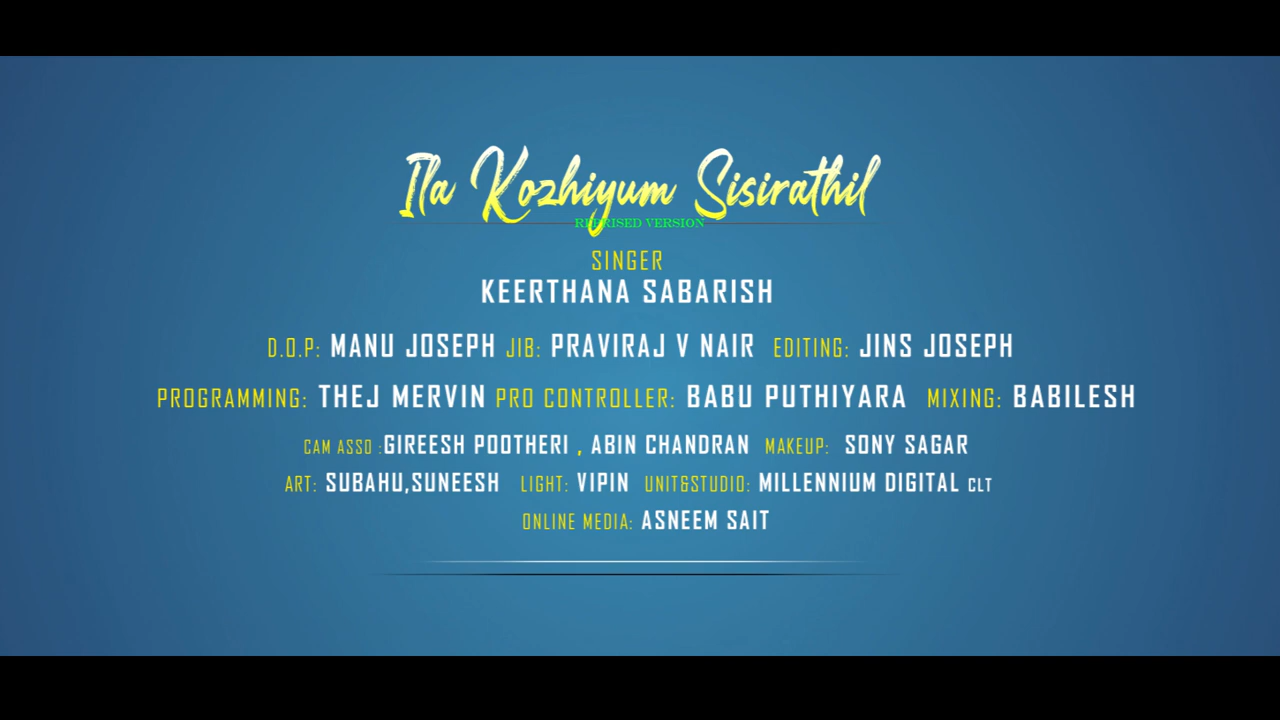 Ila Kozhiyum Sisirathil
REPRISED VERSION
SINGER
KEERTHANA SABARISH
D.O.P: MANU JOSEPH JIB: PRAVIRAJ V NAIR EDITING: JINS JOSEPH
PROGRAMMING: THEJ MERVIN PRO CONTROLLER: BABU PUTHIYARA MIXING: BABILESH
CAM ASSO :GIREESH POOTHERI , ABIN CHANDRAN MAKEUP: SONY SAGAR
ART: SUBAHU,SUNEESH LIGHT: VIPIN UNIT&STUDIO: MILLENNIUM DIGITAL CLT
ONLINE MEDIA: ASNEEM SAIT